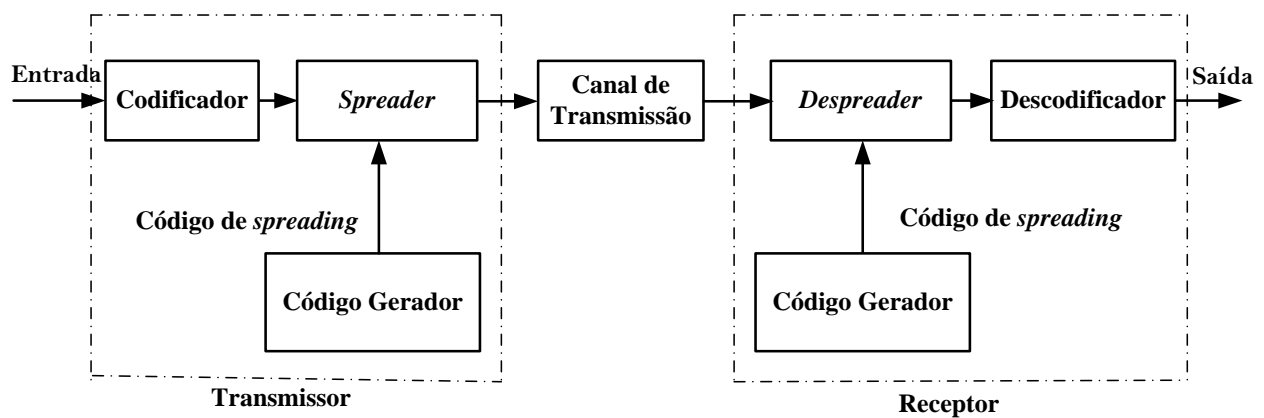 Entrada
Codificador
Spreader
Canal de
Transmissão
Despreader
Descodificador
Saída
Código de spreading
Código Gerador
Código de spreading
Código Gerador
Transmissor
Receptor